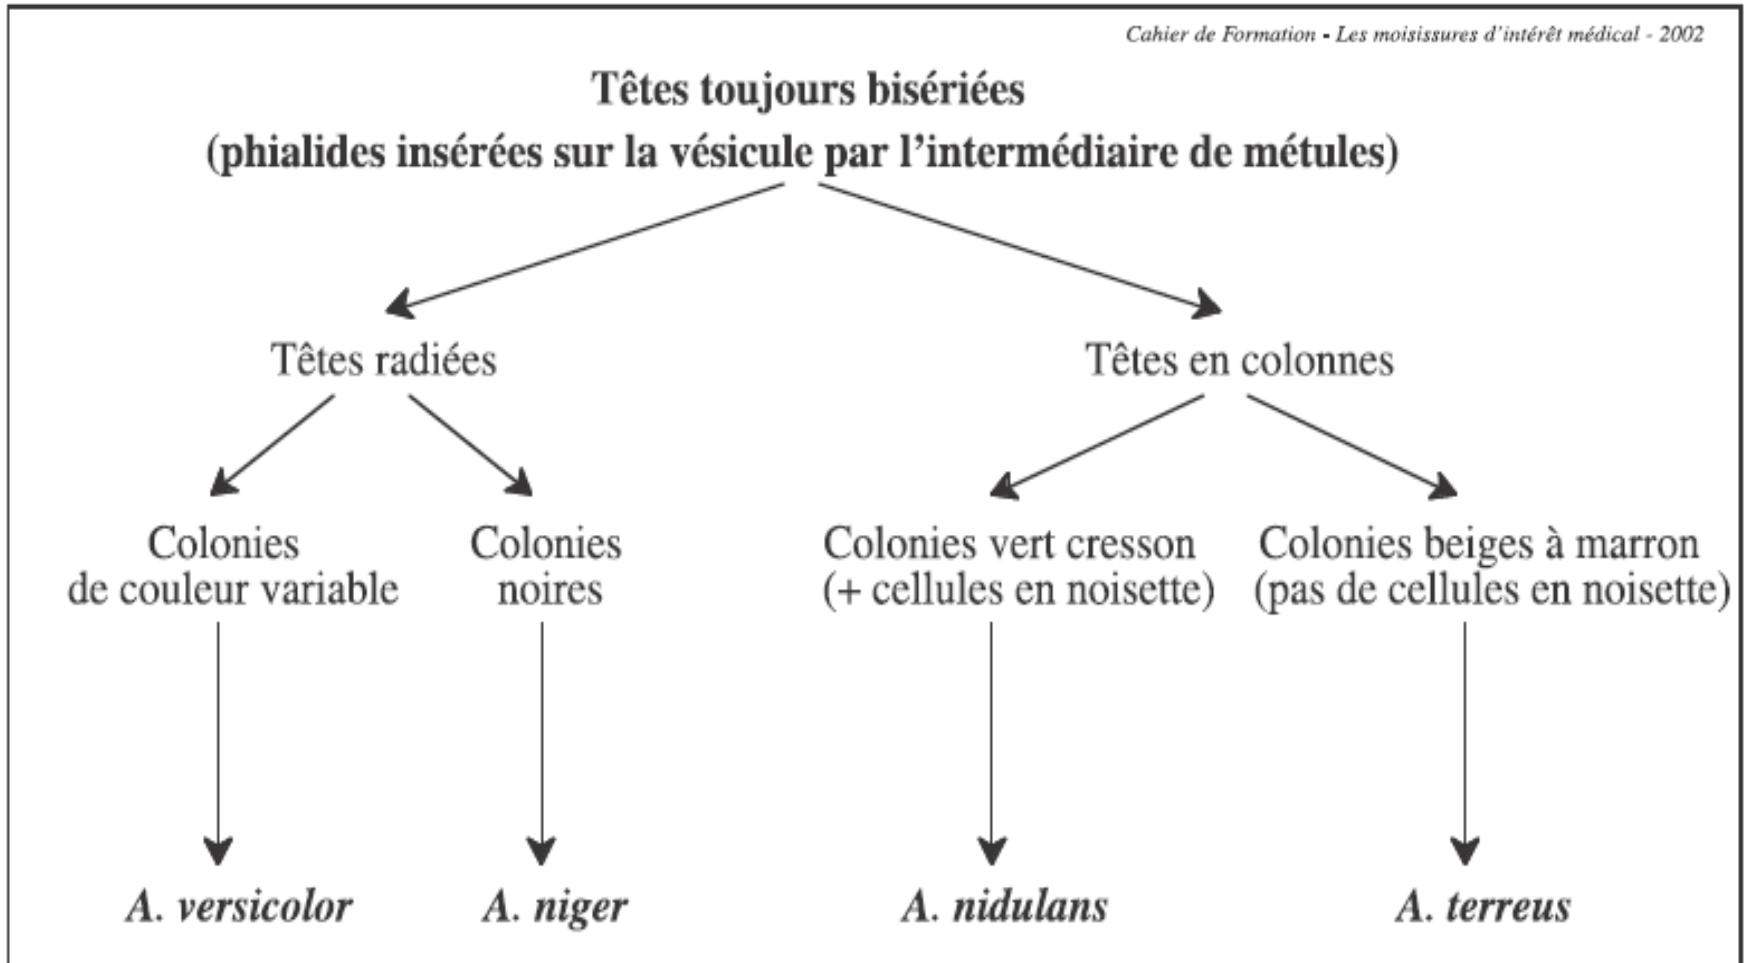 Cahier de Formation - Les moisissures d'intérêt médical - 2002
Têtes toujours bisériées
(phialides insérées sur la vésicule par l'intermédiaire de métules)
Têtes radiées
Têtes en colonnes
Colonies
de couleur variable
Colonies
noires
Colonies vert cresson
(+ cellules en noisette)
Colonies beiges à marron
(pas de cellules en noisette)
A. versicolor
A. niger
A. nidulans
A. terreus